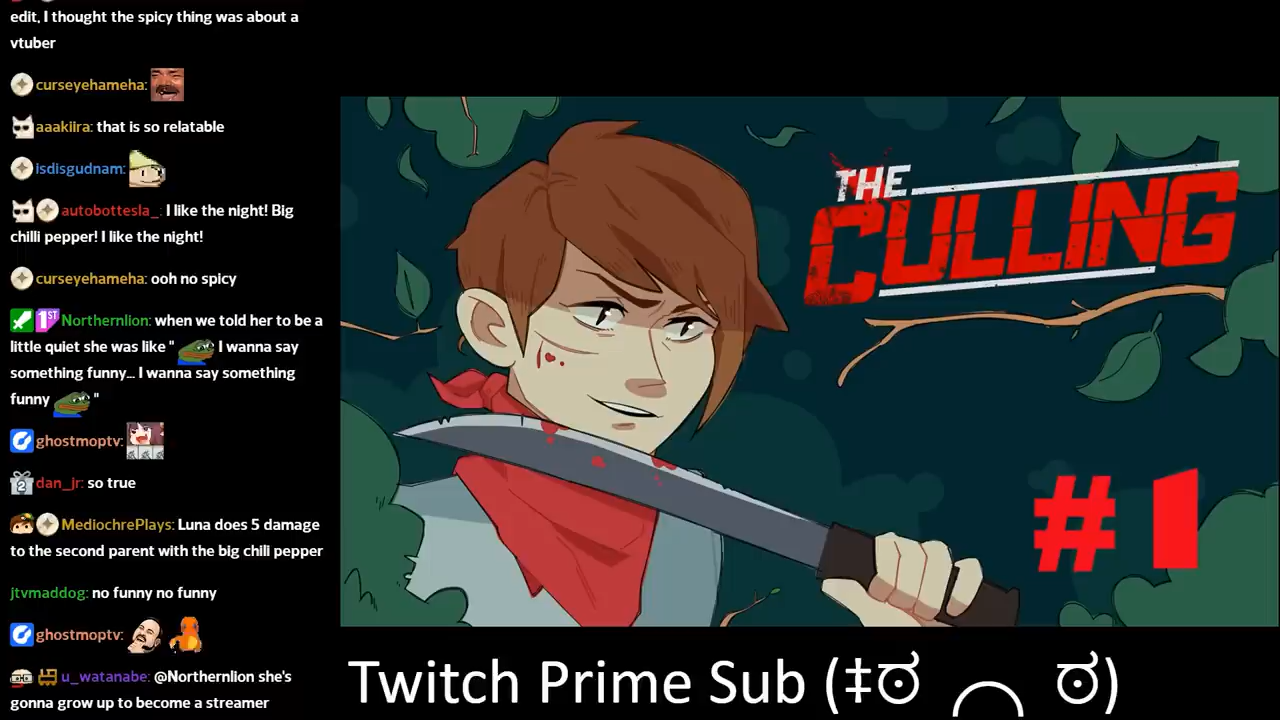 edit, I thought the spicy thing was about a
vtuber
curseyehameha:
aaakiira: that is so relatable
isdisgudnam:
autobottesla_: I like the night! Big
chilli pepper! I like the night!
curseyehameha: ooh no spicy
1ST Northernlion: when we told her to be a
little quiet she was like " I wanna say
something funny... I wanna say something
funny "
ghostmoptv:
2 dan_jr: so true
MediochrePlays: Luna does 5 damage
to the second parent with the big chili pepper
jtvmaddog: no funny no funny
ghostmoptv:
u_watanabe: @Northernlion she's
gonna grow up to become a streamer
THE
CULLING
#1
Twitch Prime Sub (‡ಠ ⁀ ಠ)